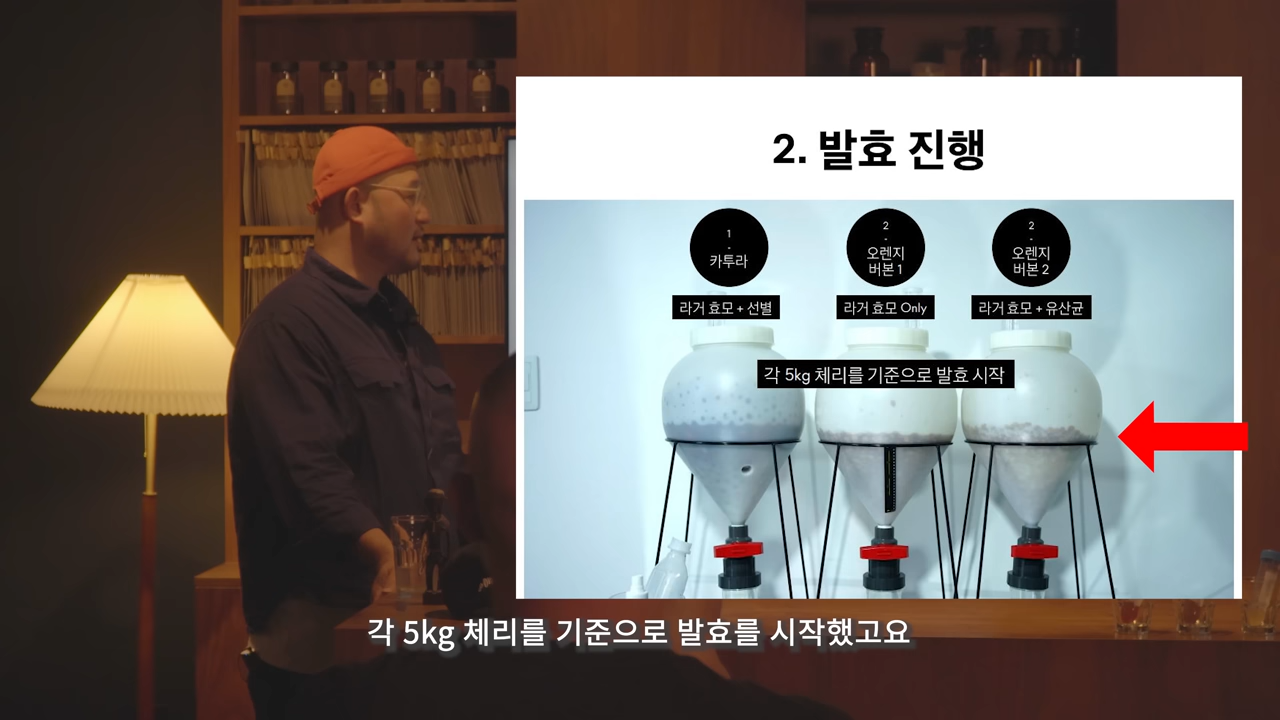 2. 발효 진행
1
-
카투라
2
-
오렌지
버본 1
2
-
오렌지
버본 2
라거 효모 + 선별
라거 효모 Only
라거 효모 + 유산균
각 5kg 체리를 기준으로 발효 시작
각 5kg 체리를 기준으로 발효를 시작했고요